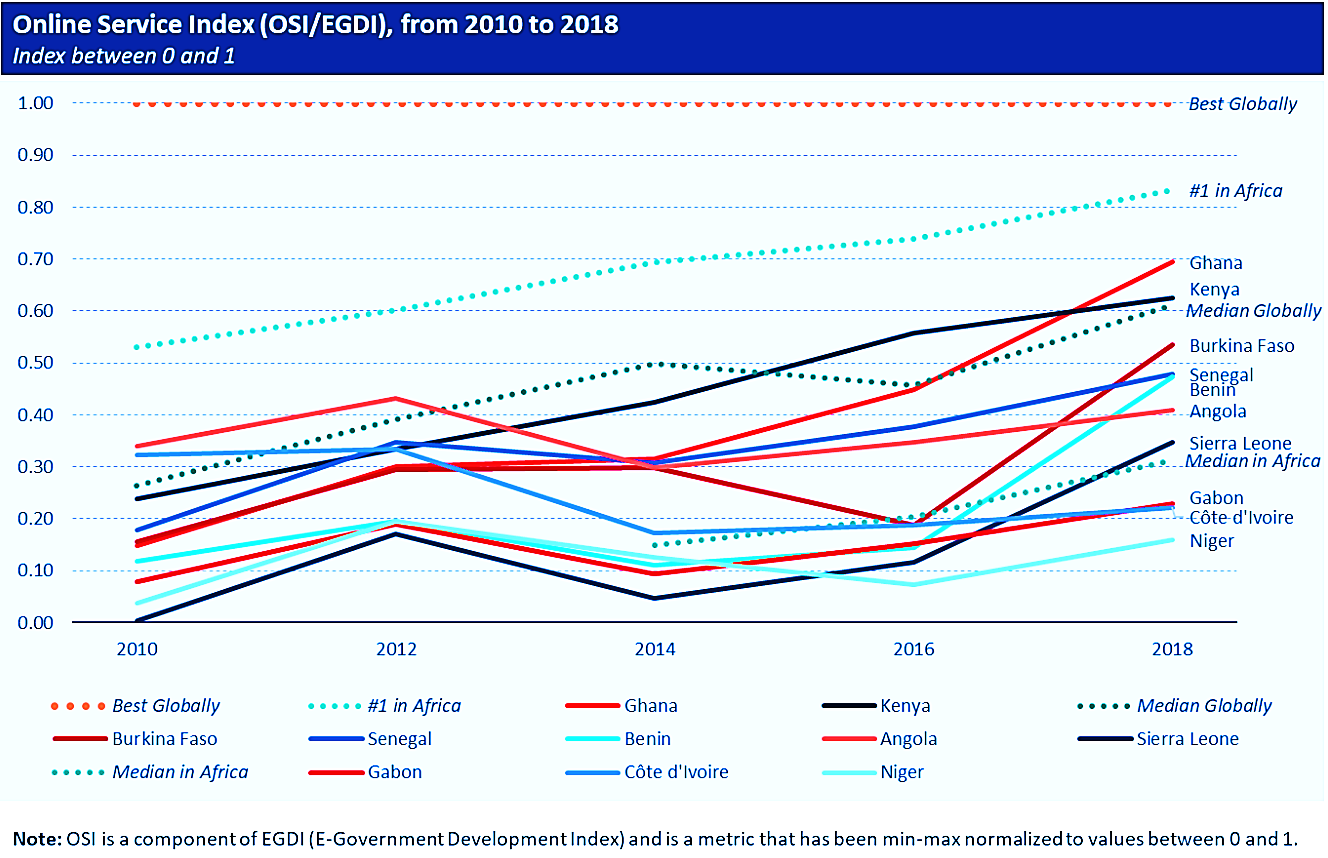 Online Service Index (OSI/EGDI), from 2010 to 2018
Index between 0 and 1
1.00
0.90
0.80
0.70
0.60
0.50
0.40
0.30
0.20
0.10
0.00
Best Globally
#1 in Africa
Ghana
Kenya
Median Globally
Burkina Faso
Senegal
Benin
Angola
Sierra Leone
Median in Africa
Gabon
Côte d'Ivoire
Niger
2010 2012 2014 2016 2018
Best Globally #1 in Africa Ghana Kenya Median Globally
Burkina Faso Senegal Benin Angola Sierra Leone
Median in Africa Gabon Côte d'Ivoire Niger
Note: OSI is a component of EGDI (E-Government Development Index) and is a metric that has been min-max normalized to values between 0 and 1.